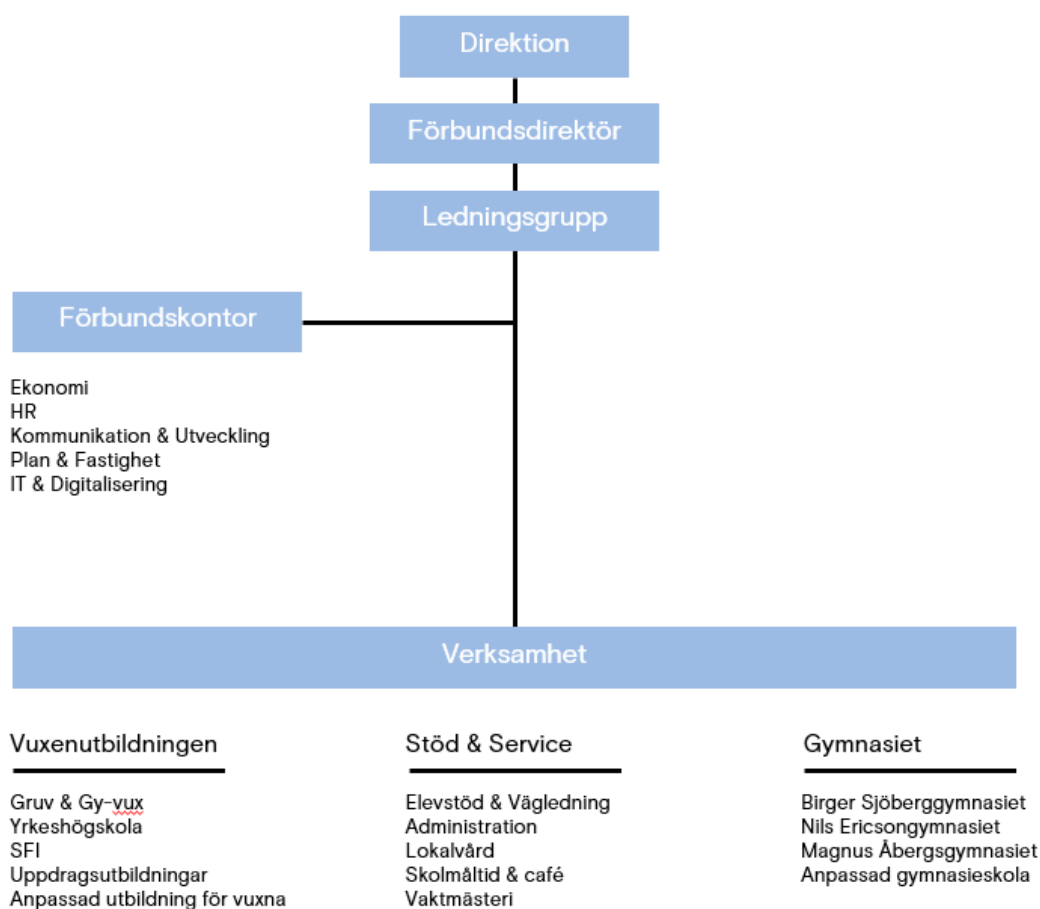 Direktion
Förbundsdirektör
Ledningsgrupp
Förbundskontor
Ekonomi
HR
Kommunikation & Utveckling
Plan & Fastighet
IT & Digitalisering
Verksamhet
Vuxenutbildningen
Gruv & Gy-vux
Yrkeshögskola
SFI
Uppdragsutbildningar
Anpassad utbildning för vuxna
Stöd & Service
Elevstöd & Vägledning
Administration
Lokalvård
Skolmåltid & café
Vaktmästeri
Gymnasiet
Birger Sjöberggymnasiet
Nils Ericsongymnasiet
Magnus Åbergsgymnasiet
Anpassad gymnasieskola